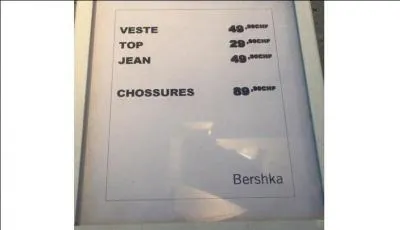 VESTE 49,90CHF
TOP 29,90CHF
JEAN 49,90CHF
CHOSSURES 89,90CHF
Bershka